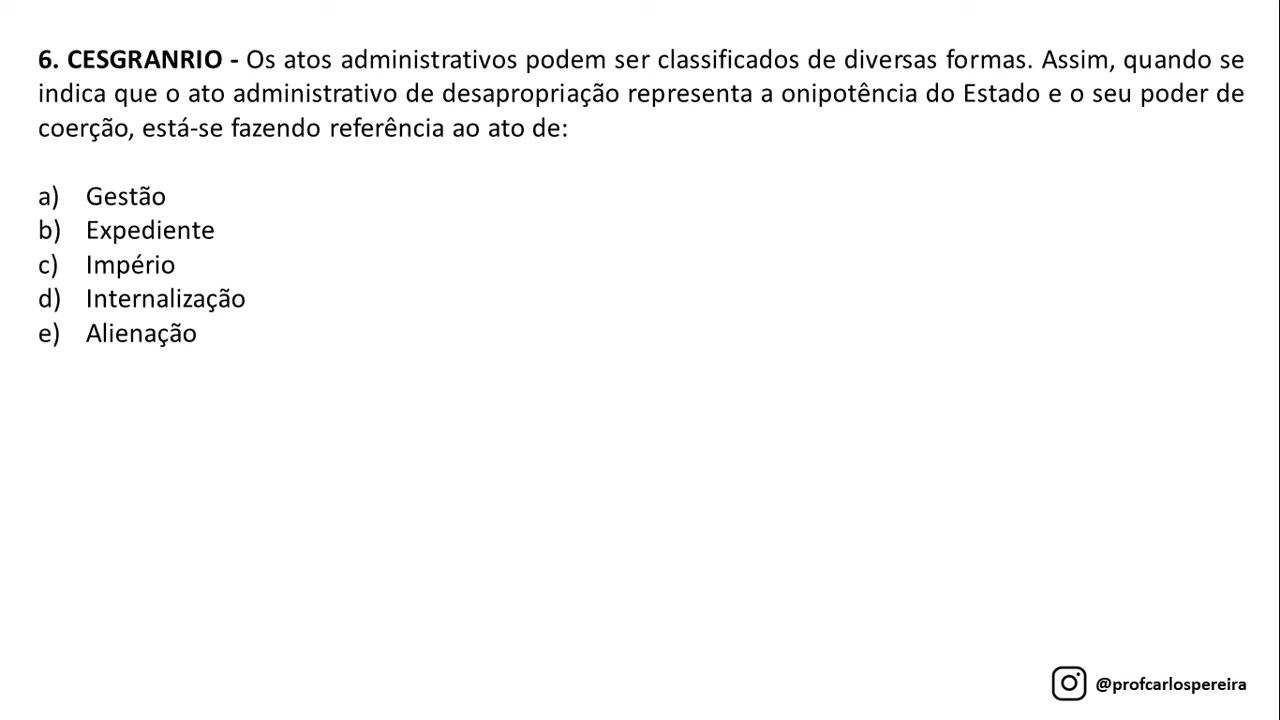 6. CESGRANRIO - Os atos administrativos podem ser classificados de diversas formas. Assim, quando se
indica que o ato administrativo de desapropriação representa a onipotência do Estado e o seu poder de
coerção, está-se fazendo referência ao ato de:
a) Gestão
b) Expediente
c) Império
d) Internalização
e) Alienação
@profcarlospereira